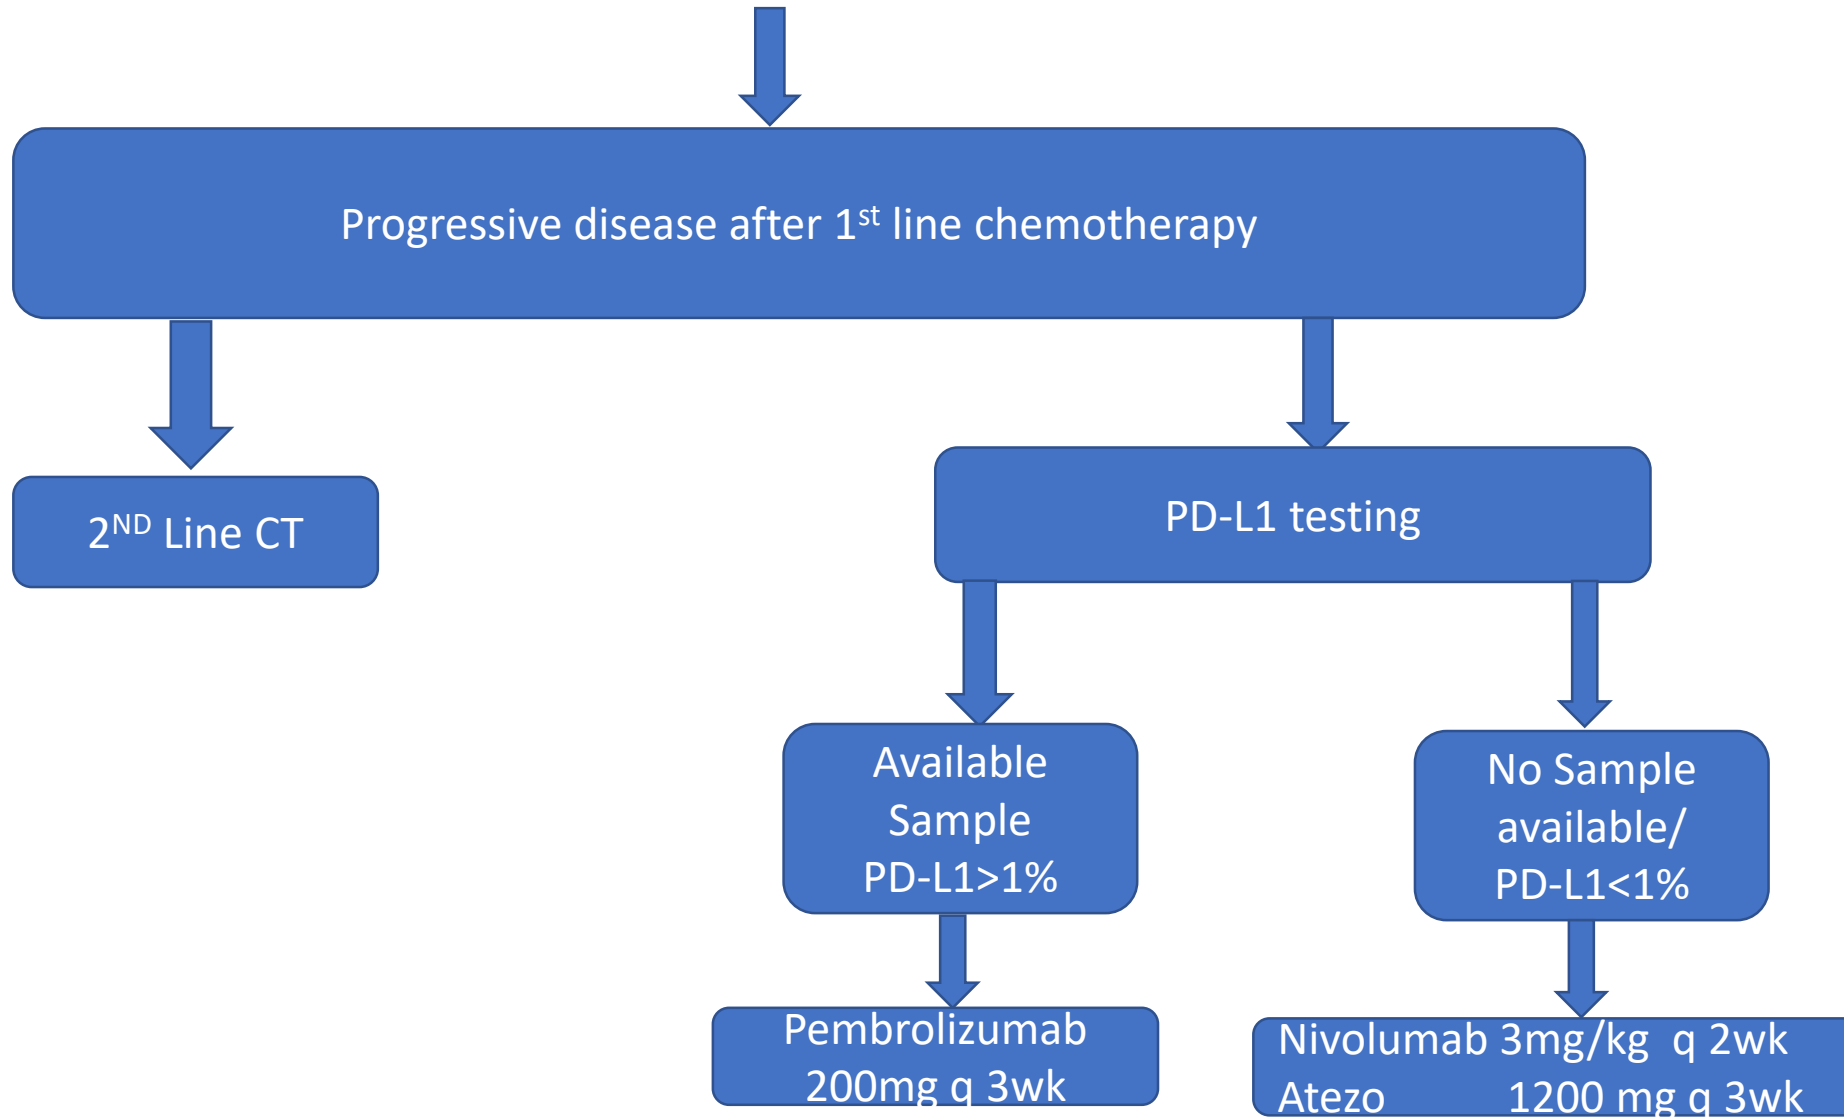 Progressive disease after 1st line chemotherapy
2ND Line CT
PD-L1 testing
Available
Sample
PD-L1>1%
No Sample
available/
PD-L1<1%
Pembrolizumab
200mg q 3wk
Nivolumab 3mg/kg q 2wk
Atezo 1200 mg q 3wk